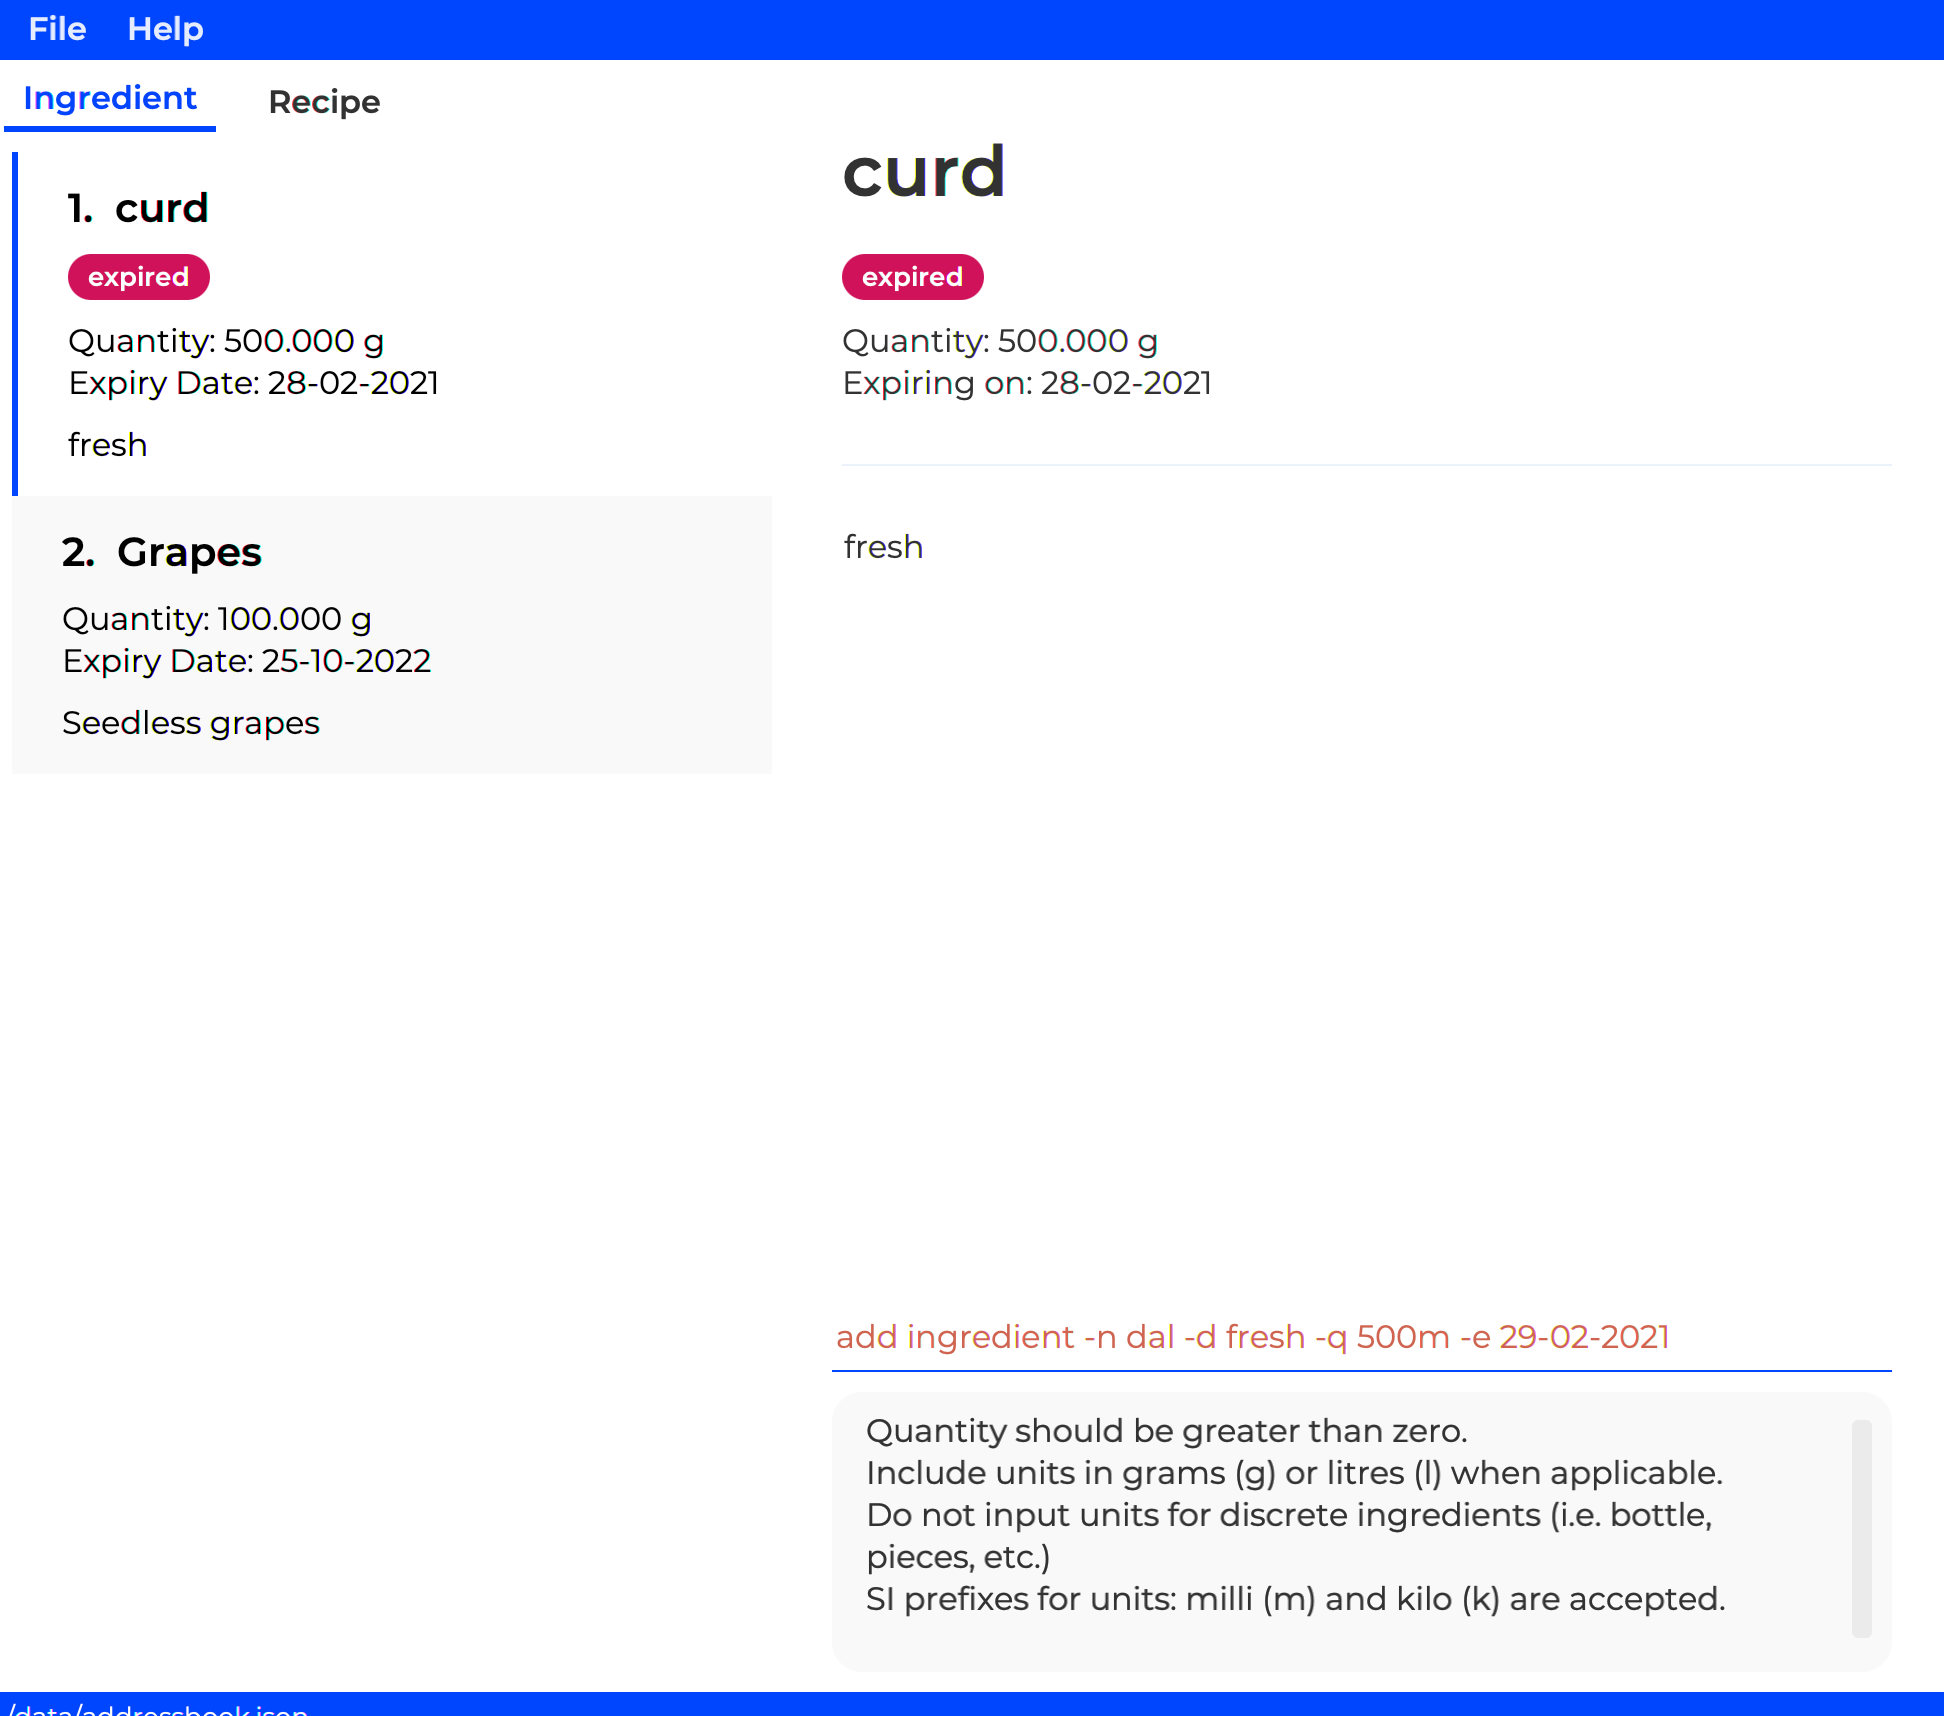 File Help
Ingredient Recipe
1. curd
expired
Quantity: 500.000 g
Expiry Date: 28-02-2021
fresh
2. Grapes
Quantity: 100.000 g
Expiry Date: 25-10-2022
Seedless grapes
curd
expired
Quantity: 500.000 g
Expiring on: 28-02-2021
fresh
add ingredient -n dal -d fresh -q 500m -e 29-02-2021
Quantity should be greater than zero.
Include units in grams (g) or litres (l) when applicable.
Do not input units for discrete ingredients (i.e. bottle,
pieces, etc.)
SI prefixes for units: milli (m) and kilo (k) are accepted.
/data/addressbook.json